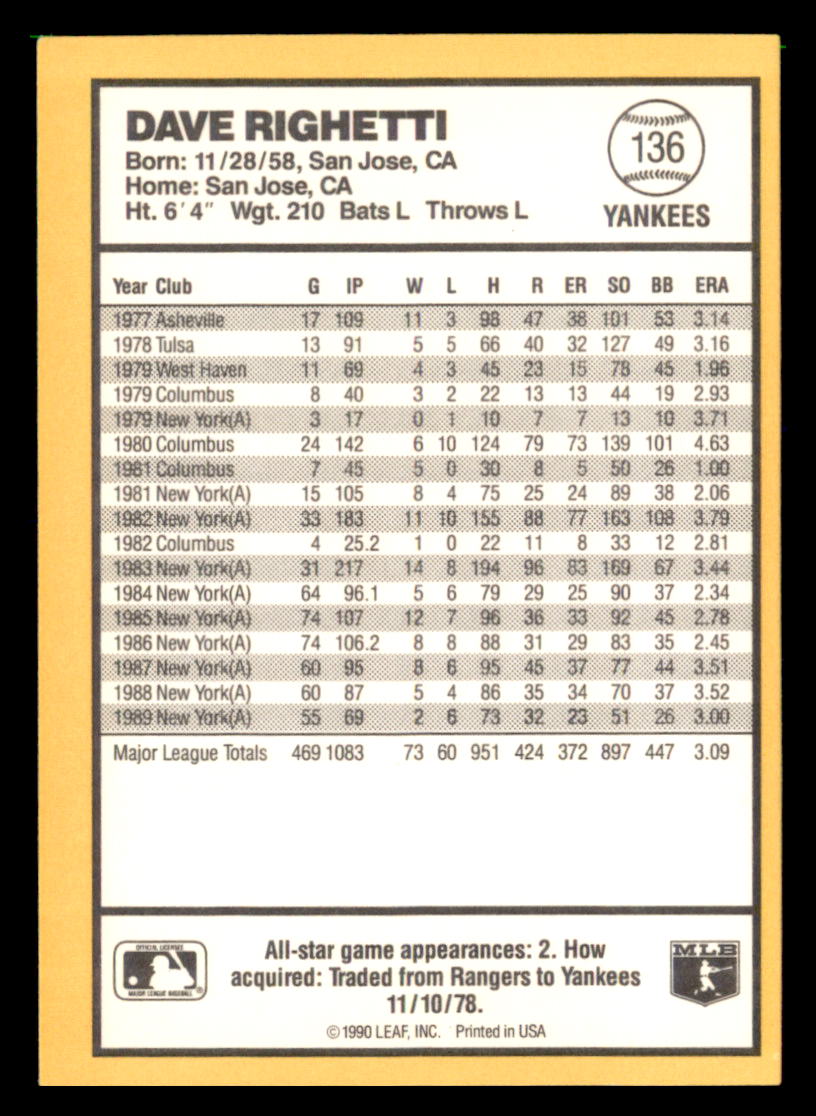 DAVE RIGHETTI
Born: 11/28/58, San Jose, CA
Home: San Jose, CA
Ht. 6'4" Wgt. 210 Bats L Throws L
136
YANKEES
Year Club G IP W L H R ER SO BB ERA
1977 Asheville 17 109 11 3 98 47 38 101 53 3.14
1978 Tulsa 13 91 5 5 66 40 32 127 49 3.16
1979 West Haven 11 69 4 3 45 23 15 78 45 1.96
1979 Columbus 8 40 3 2 22 13 13 44 19 2.93
1979 New York(A) 3 17 0 1 10 7 7 13 10 3.71
1980 Columbus 24 142 6 10 124 79 73 139 101 4.63
1981 Columbus 7 45 5 0 30 8 5 50 26 1.00
1981 New York(A) 15 105 8 4 75 25 24 89 38 2.06
1982 New York(A) 33 183 11 10 155 88 77 163 108 3.79
1982 Columbus 4 25.2 1 0 22 11 8 33 12 2.81
1983 New York(A) 31 217 14 8 194 96 83 169 67 3.44
1984 New York(A) 64 96.1 5 6 79 29 25 90 37 2.34
1985 New York(A) 74 107 12 7 96 36 33 92 45 2.78
1986 New York(A) 74 106.2 8 8 88 31 29 83 35 2.45
1987 New York(A) 60 95 8 6 95 45 37 77 44 3.51
1988 New York(A) 60 87 5 4 86 35 34 70 37 3.52
1989 New York(A) 55 69 2 6 73 32 23 51 26 3.00
Major League Totals 469 1083 73 60 951 424 372 897 447 3.09
OFFICIAL LICENSEE
MAJOR LEAGUE BASEBALL ®
All-star game appearances: 2. How
acquired: Traded from Rangers to Yankees
11/10/78.
© 1990 LEAF, INC. Printed in USA
MLB